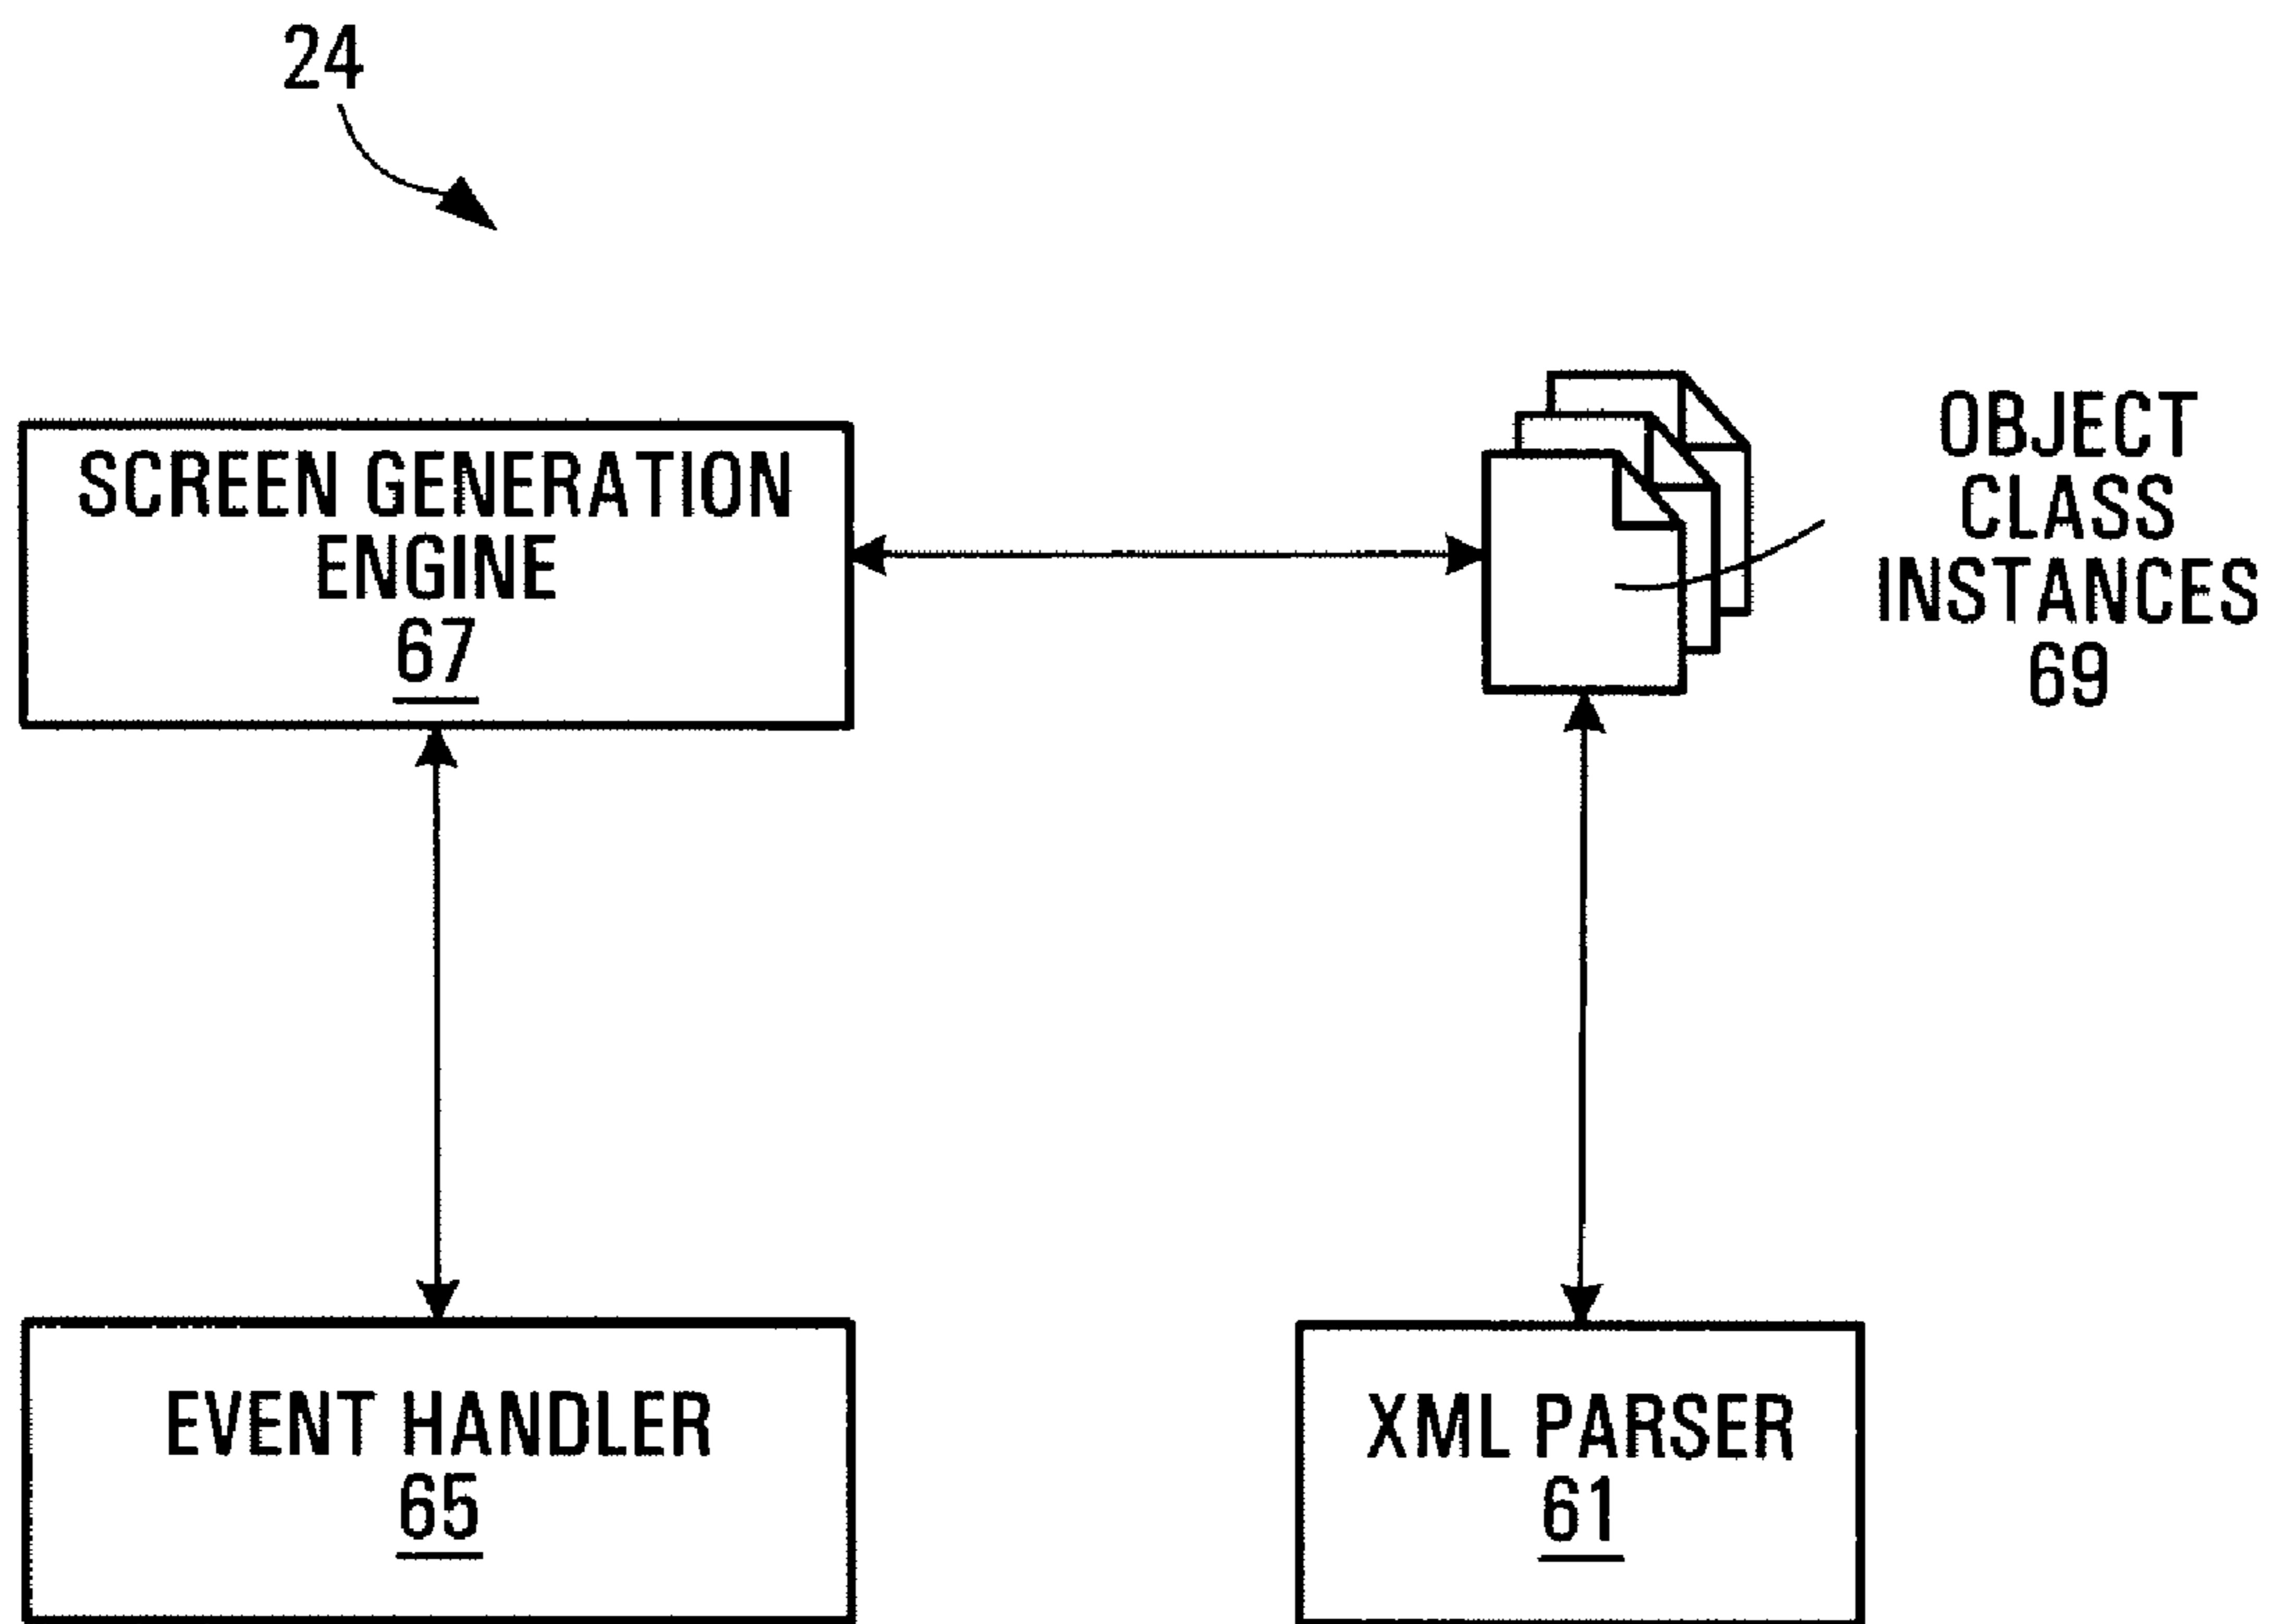 24
SCREEN GENERATION
ENGINE
67
OBJECT
CLASS
INSTANCES
69
EVENT HANDLER
65
XML PARSER
61